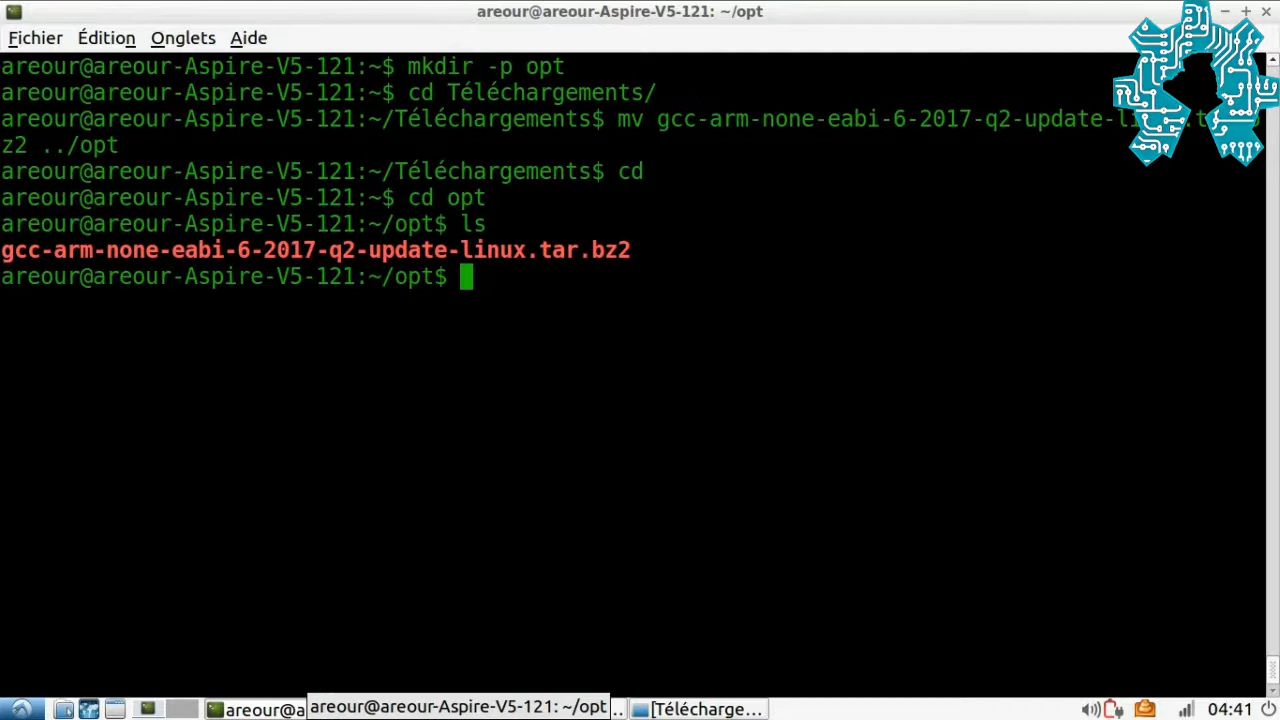 areour@areour-Aspire-V5-121: ~/opt
Fichier Édition Onglets Aide
areour@areour-Aspire-V5-121:~$ mkdir -p opt
areour@areour-Aspire-V5-121:~$ cd Téléchargements/
areour@areour-Aspire-V5-121:~/Téléchargements$ mv gcc-arm-none-eabi-6-2017-q2-update-
z2 ../opt
areour@areour-Aspire-V5-121:~/Téléchargements$ cd
areour@areour-Aspire-V5-121:~$ cd opt
areour@areour-Aspire-V5-121:~/opt$ ls
gcc-arm-none-eabi-6-2017-q2-update-linux.tar.bz2
areour@areour-Aspire-V5-121:~/opt$
areour@a areour@areour-Aspire-V5-121: ~/opt .. [Télécharge... 04:41